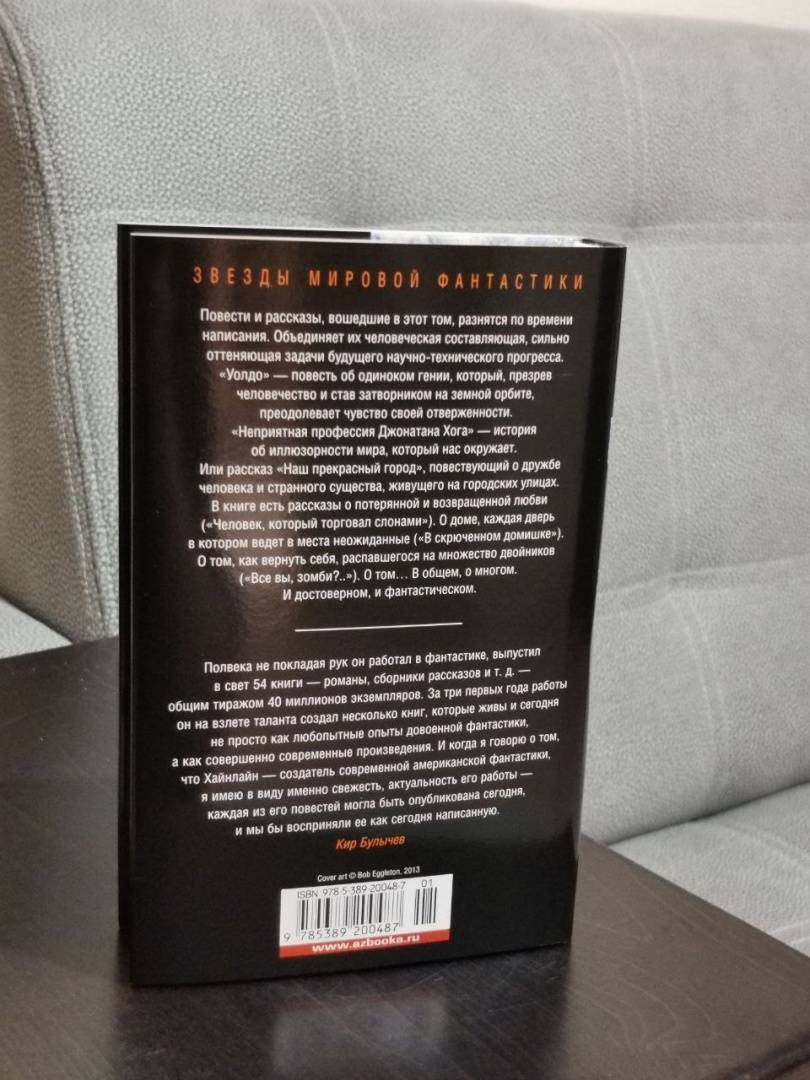 ЗВЕЗДЫ МИРОВОЙ ФАНТАСТИКИ
Повести и рассказы, вошедшие в этот том, разнятся по времени
написания. Объединяет их человеческая составляющая, сильно
оттеняющая задачи будущего научно-технического прогресса.
«Уолдо» — повесть об одиноком гении, который, презрев
человечество и став затворником на земной орбите,
преодолевает чувство своей отверженности.
«Неприятная профессия Джонатана Хога» — история
об иллюзорности мира, который нас окружает.
Или рассказ «Наш прекрасный город», повествующий о дружбе
человека и странного существа, живущего на городских улицах.
В книге есть рассказы о потерянной и возвращенной любви
(«Человек, который торговал слонами»). О доме, каждая дверь
в котором ведет в места неожиданные («В скрюченном домишке»).
О том, как вернуть себя, распавшегося на множество двойников
(«Все вы, зомби?..»). О том... В общем, о многом.
И достоверном, и фантастическом.
Полвека не покладая рук он работал в фантастике, выпустил
в свет 54 книги — романы, сборники рассказов и т. д. —
общим тиражом 40 миллионов экземпляров. За три первых года работы
он на взлете таланта создал несколько книг, которые живы и сегодня
не просто как любопытные опыты довоенной фантастики,
а как совершенно современные произведения. И когда я говорю о том,
что Хайнлайн — создатель современной американской фантастики,
я имею в виду именно свежесть, актуальность его работы —
каждая из его повестей могла быть опубликована сегодня,
и мы бы восприняли ее как сегодня написанную.
Кир Булычев
Cover art © Bob Eggleton, 2013
ISBN 978-5-389-20048-7
01
9 785389 200487
www.azbooka.ru